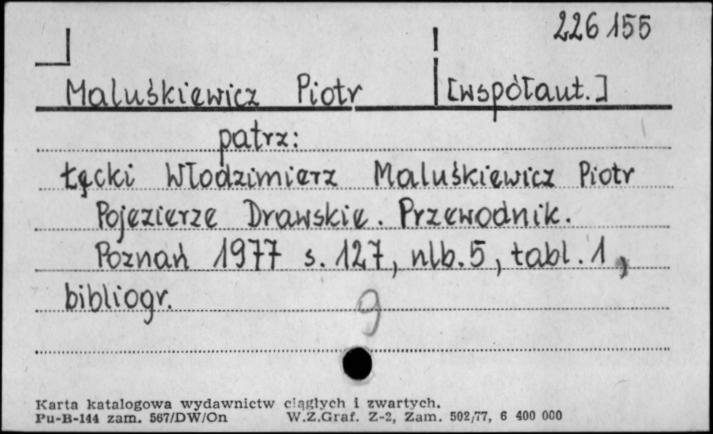 226 155
Maluśkiewicz Piotr [współaut.]
patrz:
Łęcki Włodzimierz Maluśkiewicz Piotr
Pojezierze Drawskie. Przewodnik.
Poznań 1977 s. 127, nlb. 5, tabl. 1,
bibliogr.
g
Karta katalogowa wydawnictw ciągłych i zwartych.
Pu-B-144 zam. 567/DW/On W.Z.Graf. Z-2, Zam. 502/77, 6 400 000